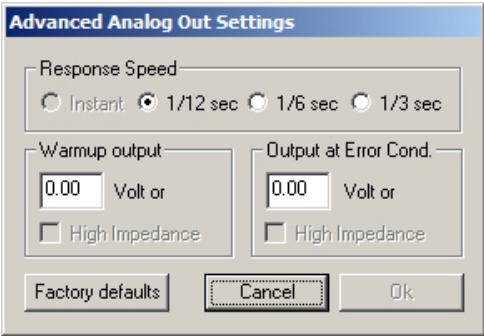 Advanced Analog Out Settings
Response Speed
Instant 1/12 sec 1/6 sec 1/3 sec
Warmup output
0.00 Volt or
High Impedance
Output at Error Cond.
0.00 Volt or
High Impedance
Factory defaults Cancel Ok